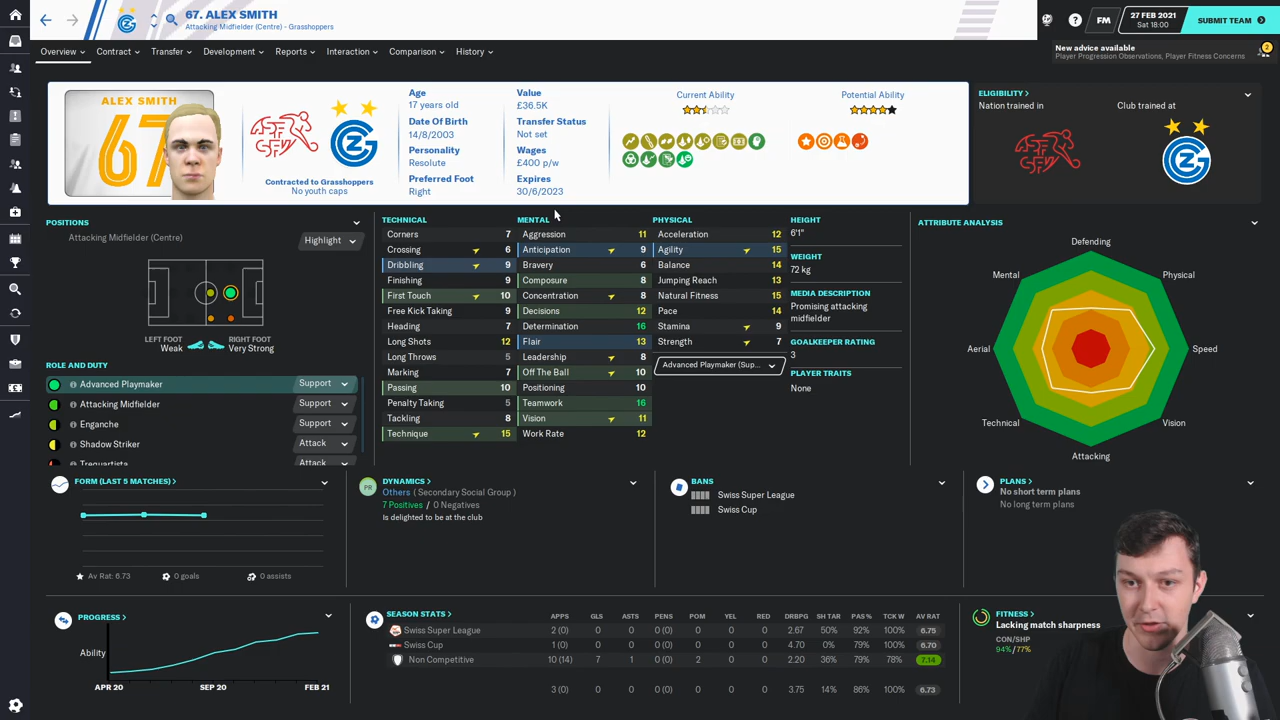 67. ALEX SMITH
Attacking Midfielder (Centre) - Grasshoppers
FM
27 FEB 2021
Sat 18:00
SUBMIT TEAM
Overview
Contract
Transfer
Development
Reports
Interaction
Comparison
History
New advice available
Player Progression Observations, Player Fitness Concerns
2
ALEX SMITH
67
Contracted to Grasshoppers
No youth caps
Age
17 years old
Date Of Birth
14/8/2003
Personality
Resolute
Preferred Foot
Right
Value
£36.5K
Transfer Status
Not set
Wages
£400 p/w
Expires
30/6/2023
Current Ability
Potential Ability
ELIGIBILITY
Nation trained in
Club trained at
POSITIONS
Attacking Midfielder (Centre)
Highlight
LEFT FOOT
Weak
RIGHT FOOT
Very Strong
ROLE AND DUTY
Advanced Playmaker Support
Attacking Midfielder Support
Enganche Support
Shadow Striker Attack
Trequartista Attack
TECHNICAL
Corners 7
Crossing 6
Dribbling 9
Finishing 9
First Touch 10
Free Kick Taking 9
Heading 7
Long Shots 12
Long Throws 5
Marking 7
Passing 10
Penalty Taking 5
Tackling 8
Technique 15
MENTAL
Aggression 11
Anticipation 9
Bravery 6
Composure 8
Concentration 8
Decisions 12
Determination 16
Flair 13
Leadership 8
Off The Ball 10
Positioning 10
Teamwork 16
Vision 11
Work Rate 12
PHYSICAL
Acceleration 12
Agility 15
Balance 14
Jumping Reach 13
Natural Fitness 15
Pace 14
Stamina 9
Strength 7
Advanced Playmaker (Sup...
HEIGHT
6'1"
WEIGHT
72 kg
MEDIA DESCRIPTION
Promising attacking
midfielder
GOALKEEPER RATING
3
PLAYER TRAITS
None
ATTRIBUTE ANALYSIS
Defending
Mental
Physical
Aerial
Speed
Technical
Vision
Attacking
FORM (LAST 5 MATCHES)
Av Rat: 6.73
0 goals
0 assists
DYNAMICS
PR
Others ( Secondary Social Group )
7 Positives / 0 Negatives
Is delighted to be at the club
BANS
Swiss Super League
Swiss Cup
PLANS
No short term plans
No long term plans
PROGRESS
Ability
APR 20
SEP 20
FEB 21
SEASON STATS
APPS GLS ASTS PENS POM YEL RED DRBPG SH TAR PAS% TCK W AV RAT
Swiss Super League 2 (0) 0 0 0 (0) 0 0 0 2.67 50% 92% 100% 6.75
Swiss Cup 1 (0) 0 0 0 (0) 0 0 0 4.70 0% 79% 100% 6.70
Non Competitive 10 (14) 7 1 0 (0) 2 0 0 2.20 36% 79% 78% 7.14
3 (0) 0 0 0 (0) 0 0 0 3.75 14% 86% 100% 6.73
FITNESS
Lacking match sharpness
CON/SHP
94%/77%